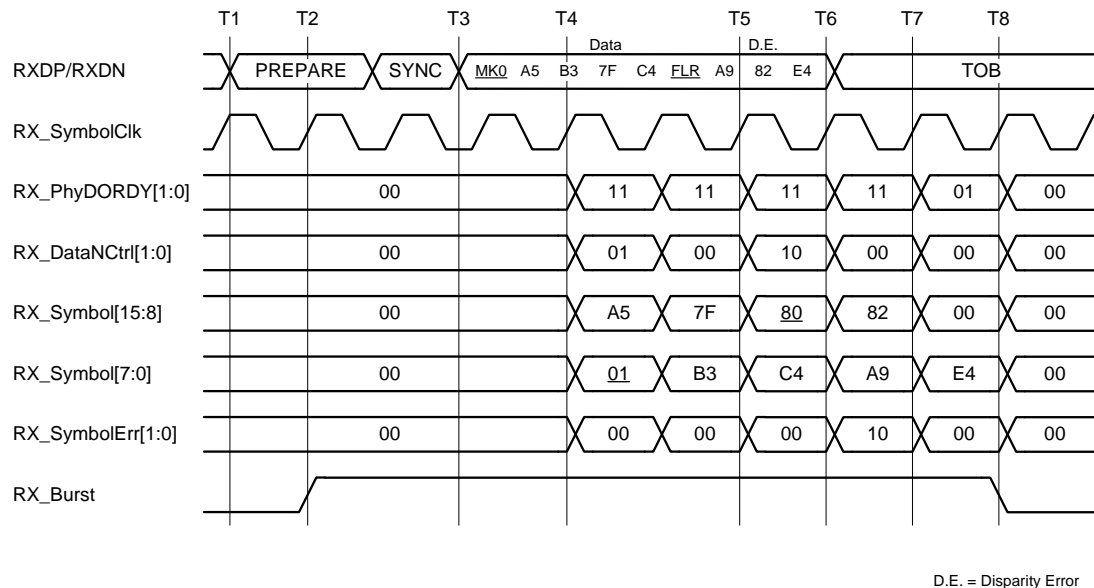 T1 T2 T3 T4 T5 T6 T7 T8
Data D.E.
RXDP/RXDN PREPARE SYNC MK0 A5 B3 7F C4 FLR A9 82 E4 TOB
RX_SymbolClk
RX_PhyDORDY[1:0] 00 11 11 11 11 01 00
RX_DataNCtrl[1:0] 00 01 00 10 00 00 00
RX_Symbol[15:8] 00 A5 7F 80 82 00 00
RX_Symbol[7:0] 00 01 B3 C4 A9 E4 00
RX_SymbolErr[1:0] 00 00 00 00 10 00 00
RX_Burst
D.E. = Disparity Error